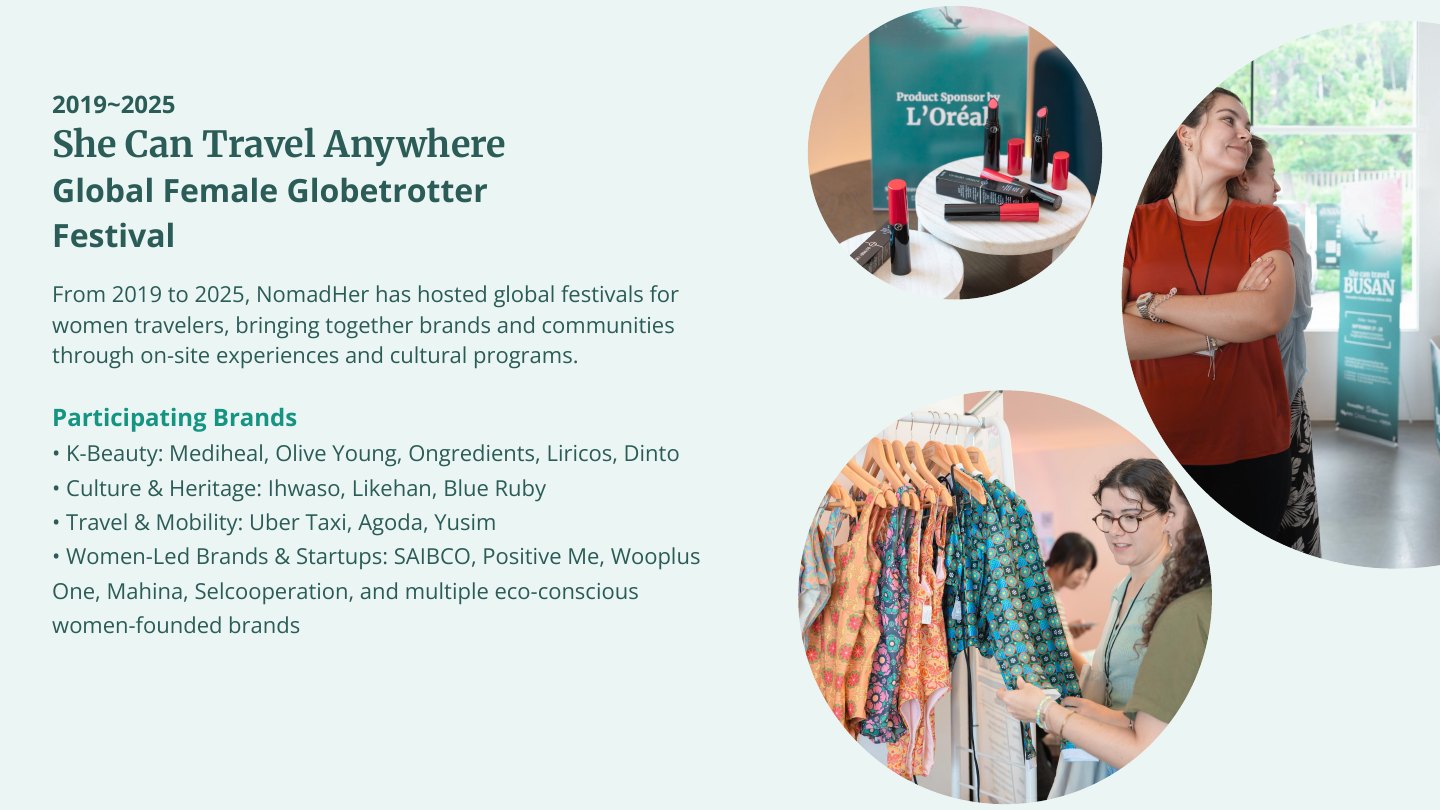 2019~2025
She Can Travel Anywhere
Global Female Globetrotter
Festival
From 2019 to 2025, NomadHer has hosted global festivals for
women travelers, bringing together brands and communities
through on-site experiences and cultural programs.
Participating Brands
• K-Beauty: Mediheal, Olive Young, Ongredients, Liricos, Dinto
• Culture & Heritage: Ihwaso, Likehan, Blue Ruby
• Travel & Mobility: Uber Taxi, Agoda, Yusim
• Women-Led Brands & Startups: SAIBCO, Positive Me, Wooplus
One, Mahina, Selcooperation, and multiple eco-conscious
women-founded brands
Product Sponsor by
L'Oréal
She can travel
BUSAN